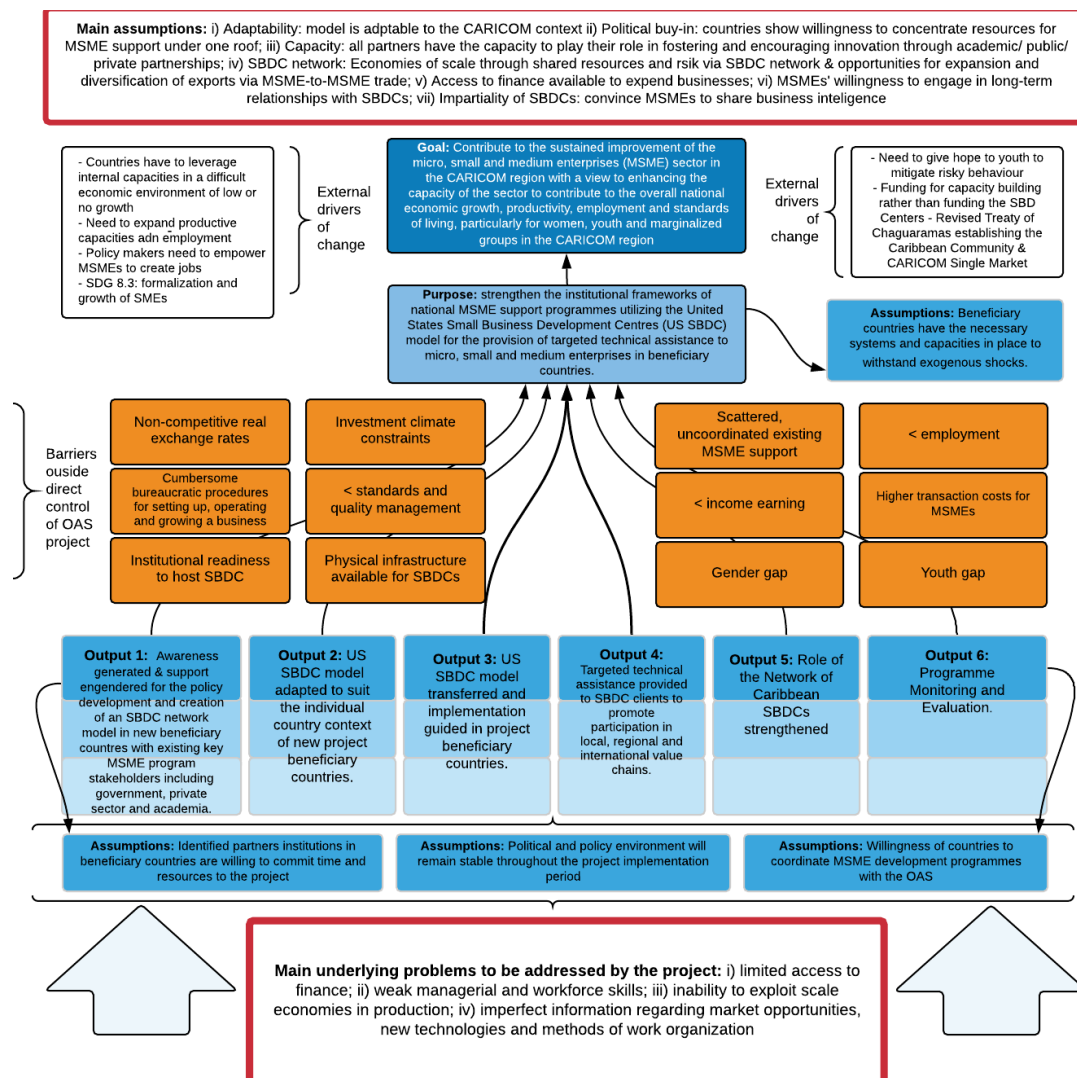 Main assumptions: i) Adaptability: model is adptable to the CARICOM context ii) Political buy-in: countries show willingness to concentrate resources for
MSME support under one roof; iii) Capacity: all partners have the capacity to play their role in fostering and encouraging innovation through academic/ public/
private partnerships; iv) SBDC network: Economies of scale through shared resources and rsik via SBDC network & opportunities for expansion and
diversification of exports via MSME-to-MSME trade; v) Access to finance available to expend businesses; vi) MSMEs' willingness to engage in long-term
relationships with SBDCs; vii) Impartiality of SBDCs: convince MSMEs to share business inteligence
- Countries have to leverage
internal capacities in a difficult
economic environment of low or
no growth
- Need to expand productive
capacities adn employment
- Policy makers need to empower
MSMEs to create jobs
- SDG 8.3: formalization and
growth of SMEs
External
drivers
of
change
Goal: Contribute to the sustained improvement of the
micro, small and medium enterprises (MSME) sector in
the CARICOM region with a view to enhancing the
capacity of the sector to contribute to the overall national
economic growth, productivity, employment and standards
of living, particularly for women, youth and marginalized
groups in the CARICOM region
External
drivers
of
change
- Need to give hope to youth to
mitigate risky behaviour
- Funding for capacity building
rather than funding the SBD
Centers - Revised Treaty of
Chaguaramas establishing the
Caribbean Community &
CARICOM Single Market
Purpose: strengthen the institutional frameworks of
national MSME support programmes utilizing the United
States Small Business Development Centres (US SBDC)
model for the provision of targeted technical assistance to
micro, small and medium enterprises in beneficiary
countries.
Assumptions: Beneficiary
countries have the necessary
systems and capacities in place to
withstand exogenous shocks.
Barriers
ouside
direct
control
of OAS
project
Non-competitive real
exchange rates
Investment climate
constraints
Scattered,
uncoordinated existing
MSME support
< employment
Cumbersome
bureaucratic procedures
for setting up, operating
and growing a business
< standards and
quality management
< income earning
Higher transaction costs for
MSMEs
Institutional readiness
to host SBDC
Physical infrastructure
available for SBDCs
Gender gap
Youth gap
Output 1: Awareness
generated & support
engendered for the policy
development and creation
of an SBDC network
model in new beneficiary
countres with existing key
MSME program
stakeholders including
government, private
sector and academia.
Output 2: US
SBDC model
adapted to suit
the individual
country context
of new project
beneficiary
countries.
Output 3: US
SBDC model
transferred and
implementation
guided in project
beneficiary
countries.
Output 4:
Targeted technical
assistance provided
to SBDC clients to
promote
participation in
local, regional and
international value
chains.
Output 5: Role of
the Network of
Caribbean
SBDCs
strengthened
Output 6:
Programme
Monitoring and
Evaluation.
Assumptions: Identified partners institutions in
beneficiary countries are willing to commit time and
resources to the project
Assumptions: Political and policy environment will
remain stable throughout the project implementation
period
Assumptions: Willingness of countries to
coordinate MSME development programmes
with the OAS
Main underlying problems to be addressed by the project: i) limited access to
finance; ii) weak managerial and workforce skills; iii) inability to exploit scale
economies in production; iv) imperfect information regarding market opportunities,
new technologies and methods of work organization